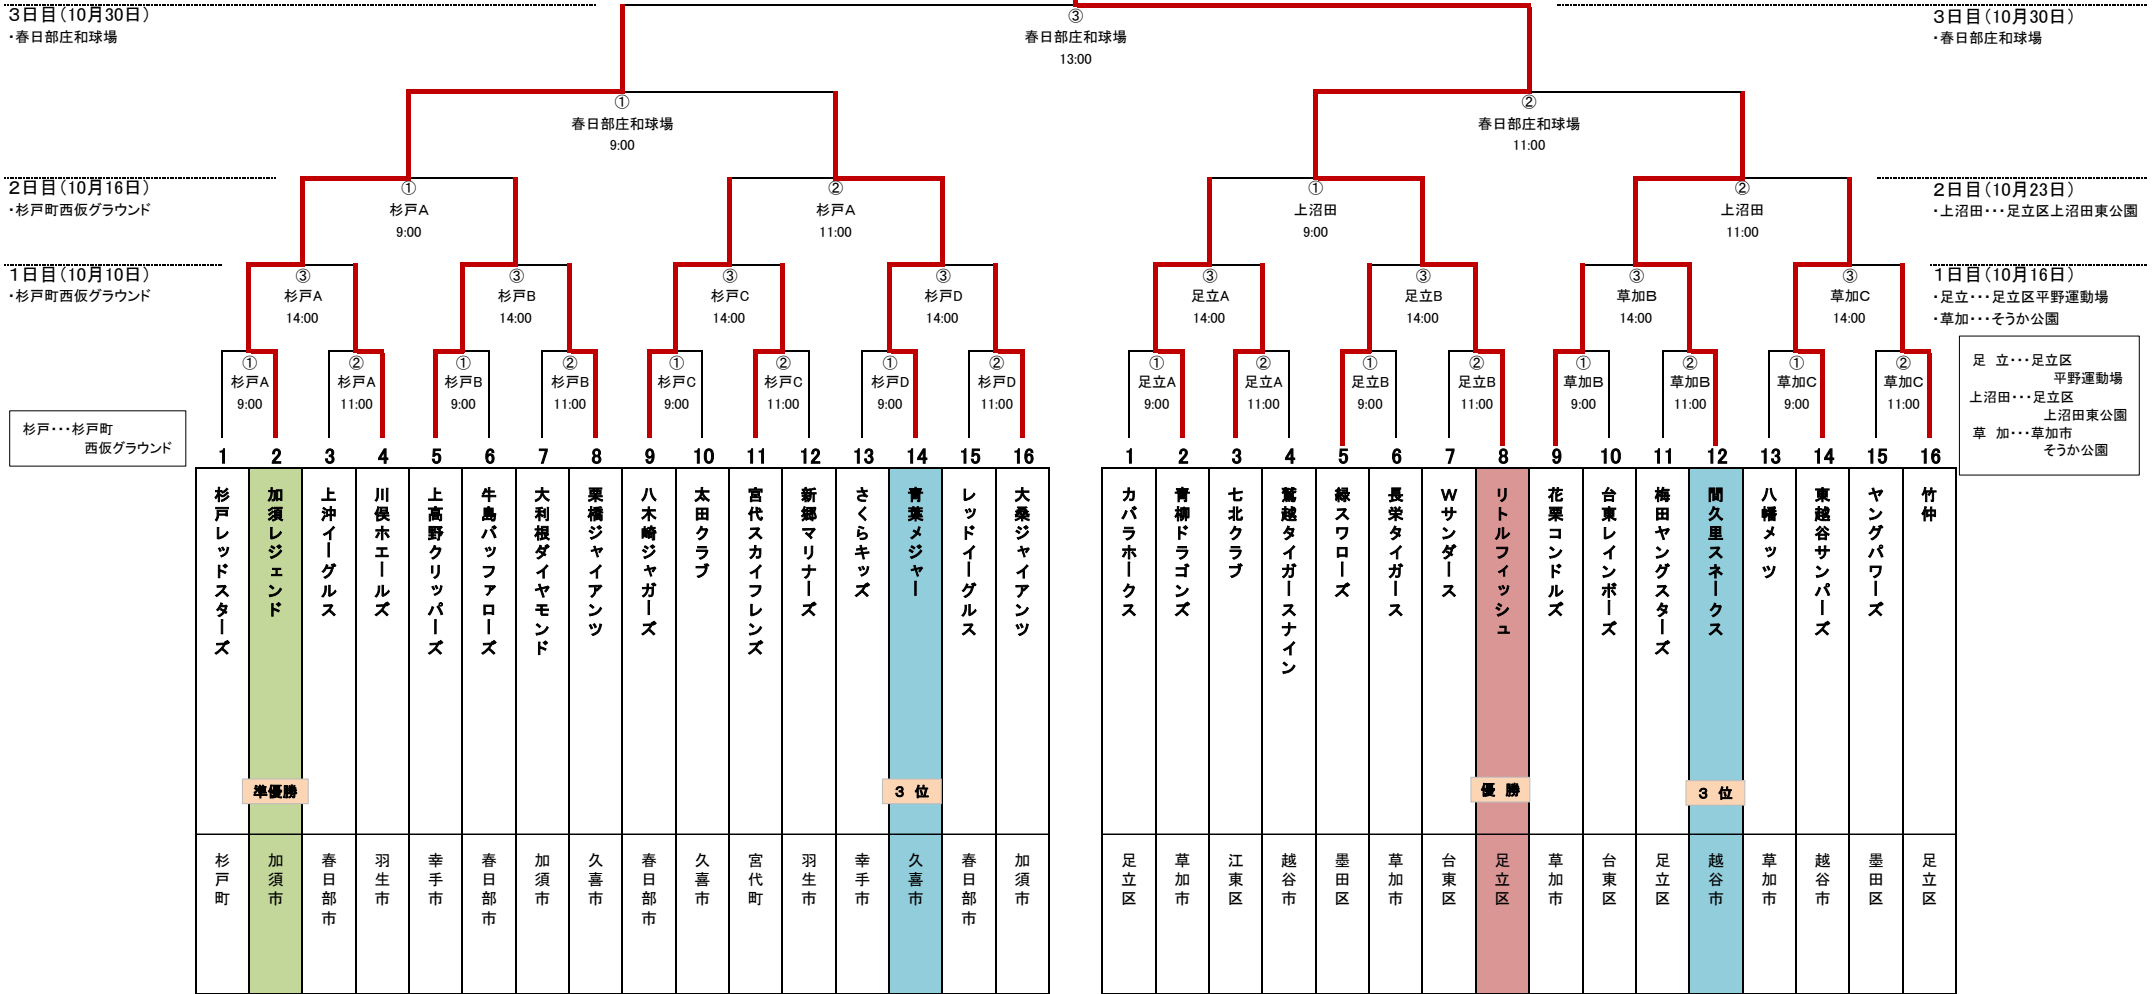 3日目(10月30日)
・春日部庄和球場
③
春日部庄和球場
13:00
3日目(10月30日)
・春日部庄和球場
①
春日部庄和球場
9:00
②
春日部庄和球場
11:00
2日目(10月16日)
・杉戸町西仮グラウンド
①
杉戸A
9:00
②
杉戸A
11:00
①
上沼田
9:00
②
上沼田
11:00
2日目(10月23日)
・上沼田・・・足立区上沼田東公園
1日目(10月10日)
・杉戸町西仮グラウンド
③
杉戸A
14:00
③
杉戸B
14:00
③
杉戸C
14:00
③
杉戸D
14:00
③
足立A
14:00
③
足立B
14:00
③
草加B
14:00
③
草加C
14:00
1日目(10月16日)
・足立・・・足立区平野運動場
・草加・・・そうか公園
①
杉戸A
9:00
②
杉戸A
11:00
①
杉戸B
9:00
②
杉戸B
11:00
①
杉戸C
9:00
②
杉戸C
11:00
①
杉戸D
9:00
②
杉戸D
11:00
①
足立A
9:00
②
足立A
11:00
①
足立B
9:00
②
足立B
11:00
①
草加B
9:00
②
草加B
11:00
①
草加C
9:00
②
草加C
11:00
足 立・・・足立区
平野運動場
上沼田・・・足立区
上沼田東公園
草 加・・・草加市
そうか公園
杉戸・・・杉戸町
西仮グラウンド
1 2 3 4 5 6 7 8 9 10 11 12 13 14 15 16
1 2 3 4 5 6 7 8 9 10 11 12 13 14 15 16
杉戸レッドスターズ
加須レジェンド
上沖イーグルス
川俣ホエールズ
上高野クリッパーズ
牛島バッファローズ
大利根ダイヤモンド
栗橋ジャイアンツ
八木崎ジャガーズ
太田クラブ
宮代スカイフレンズ
新郷マリナーズ
さくらキッズ
青葉メジャー
レッドイーグルス
大桑ジャイアンツ
カバラホークス
青柳ドラゴンズ
七北クラブ
鷺越タイガースナイン
緑スワローズ
長栄タイガース
Wサンダース
リトルフィッシュ
花栗コンドルズ
台東レインボーズ
梅田ヤングスターズ
間久里スネークス
八幡メッツ
東越谷サンパーズ
ヤングパワーズ
竹仲
準優勝
3 位
優 勝
3 位
杉戸町
加須市
春日部市
羽生市
幸手市
春日部市
加須市
久喜市
春日部市
久喜市
宮代町
羽生市
幸手市
久喜市
春日部市
加須市
足立区
草加市
江東区
越谷市
墨田区
草加市
台東区
足立区
草加市
台東区
足立区
越谷市
草加市
越谷市
墨田区
足立区